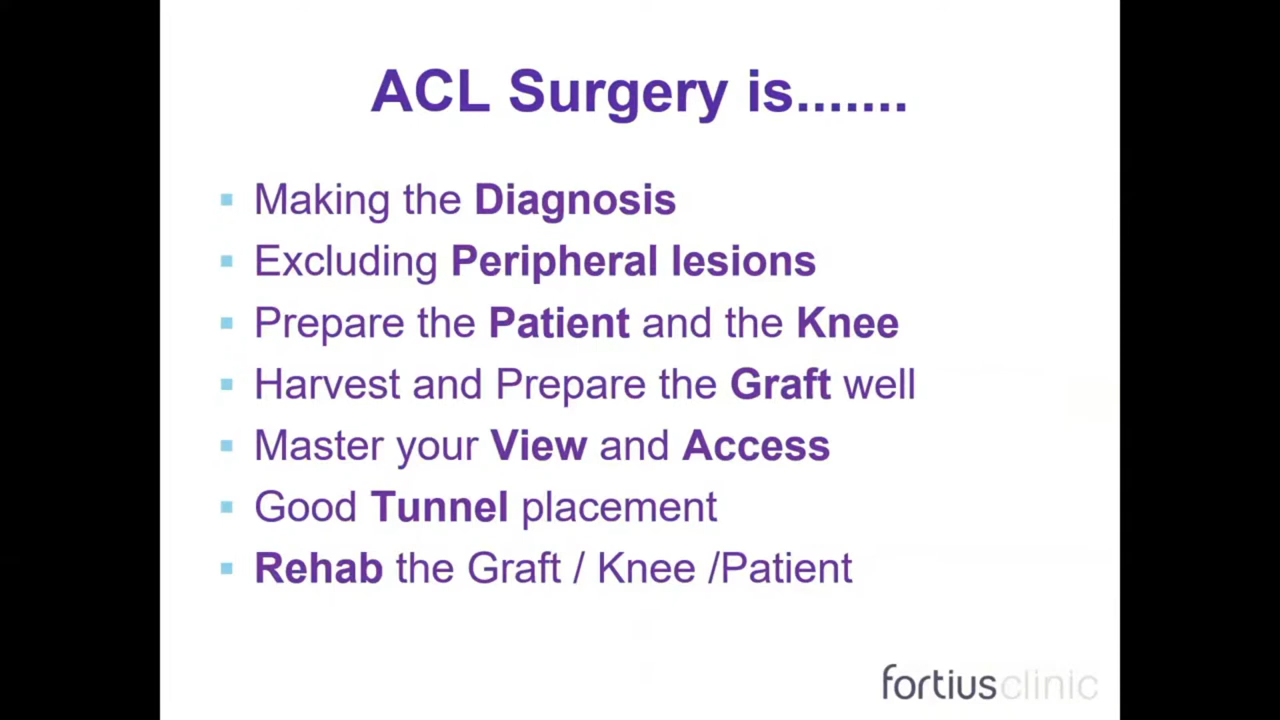 ACL Surgery is.......
Making the Diagnosis
Excluding Peripheral lesions
Prepare the Patient and the Knee
Harvest and Prepare the Graft well
Master your View and Access
Good Tunnel placement
Rehab the Graft / Knee /Patient
fortiusclinic